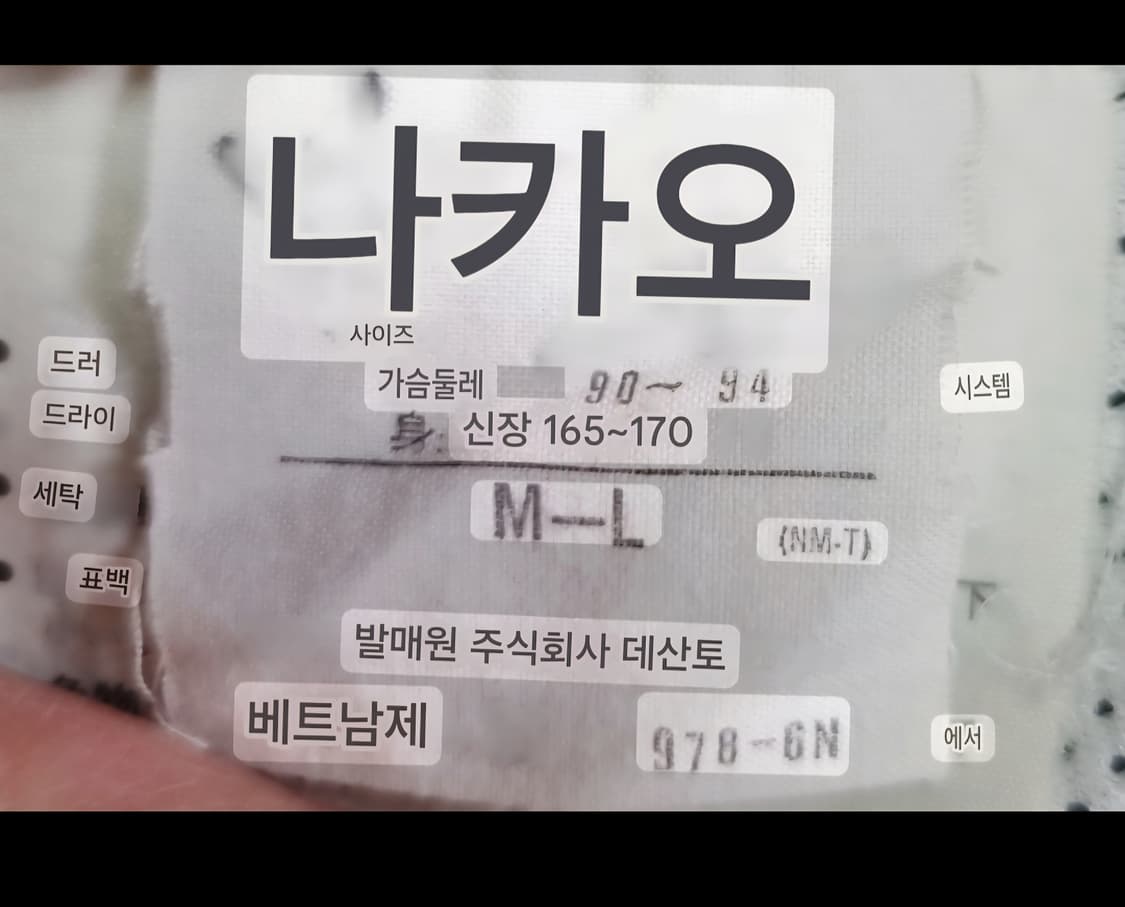 나카오
사이즈
가슴둘레 90~ 94
身 신장 165~170
M-L
(NM-T)
발매원 주식회사 데산토
베트남제
978-6N
드러
드라이
세탁
표백
시스템
下
에서